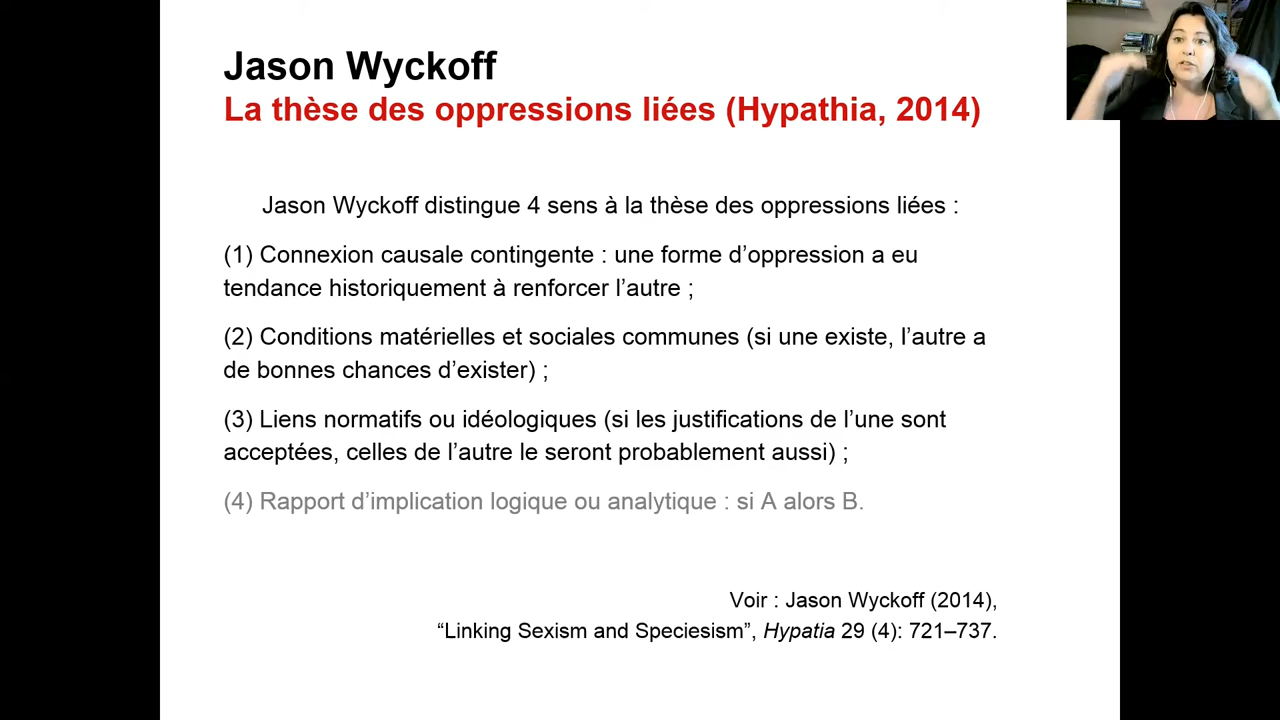 Jason Wyckoff
La thèse des oppressions liées (Hypathia, 2014)
Jason Wyckoff distingue 4 sens à la thèse des oppressions liées :
(1) Connexion causale contingente : une forme d’oppression a eu
tendance historiquement à renforcer l’autre ;
(2) Conditions matérielles et sociales communes (si une existe, l’autre a
de bonnes chances d’exister) ;
(3) Liens normatifs ou idéologiques (si les justifications de l’une sont
acceptées, celles de l’autre le seront probablement aussi) ;
(4) Rapport d’implication logique ou analytique : si A alors B.
Voir : Jason Wyckoff (2014),
“Linking Sexism and Speciesism”, Hypatia 29 (4): 721–737.